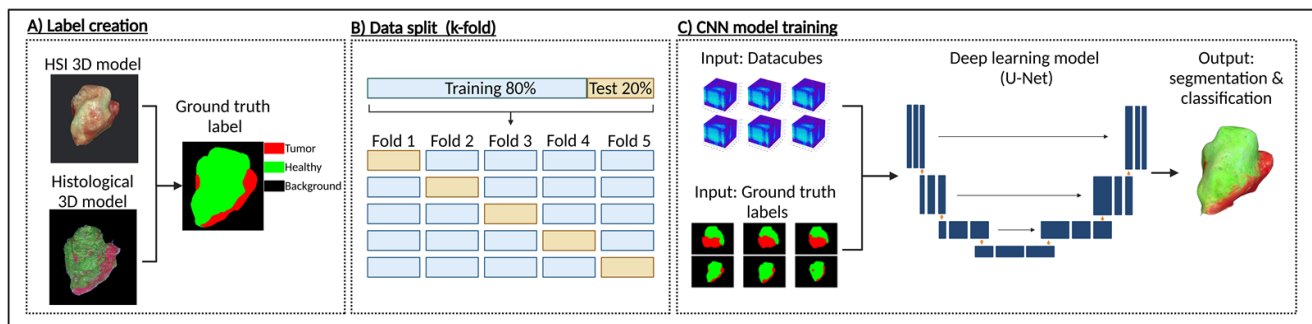 A) Label creation
HSI 3D model
Histological
3D model
Ground truth
label
Tumor
Healthy
Background
B) Data split (k-fold)
Training 80%
Test 20%
Fold 1 Fold 2 Fold 3 Fold 4 Fold 5
C) CNN model training
Input: Datacubes
Input: Ground truth
labels
Deep learning model
(U-Net)
Output:
segmentation &
classification